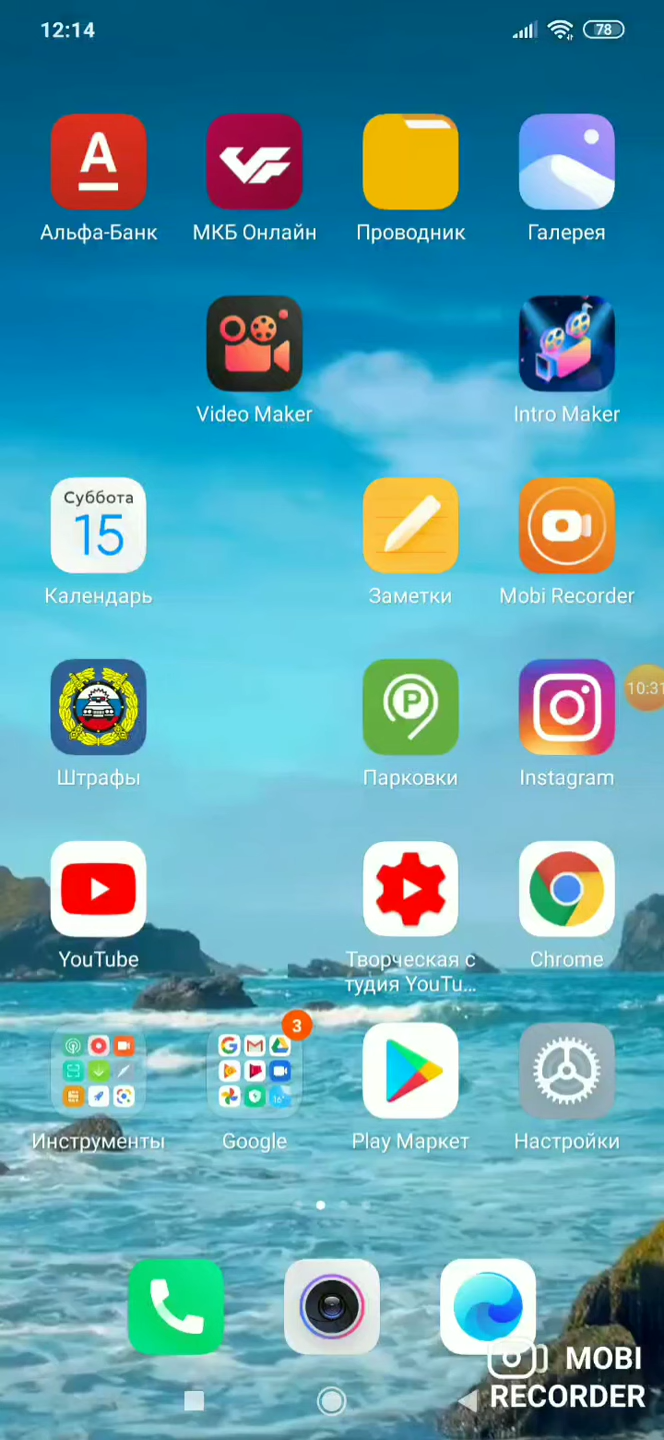 12:14
78
А
Альфа-Банк
МКБ Онлайн
Проводник
Галерея
Video Maker
Intro Maker
Суббота
15
Календарь
Заметки
Mobi Recorder
10:31
Штрафы
P
Парковки
Instagram
YouTube
Творческая с
тудия YouTu...
Chrome
3
16°
Инструменты
Google
Play Маркет
Настройки
MOBI
RECORDER